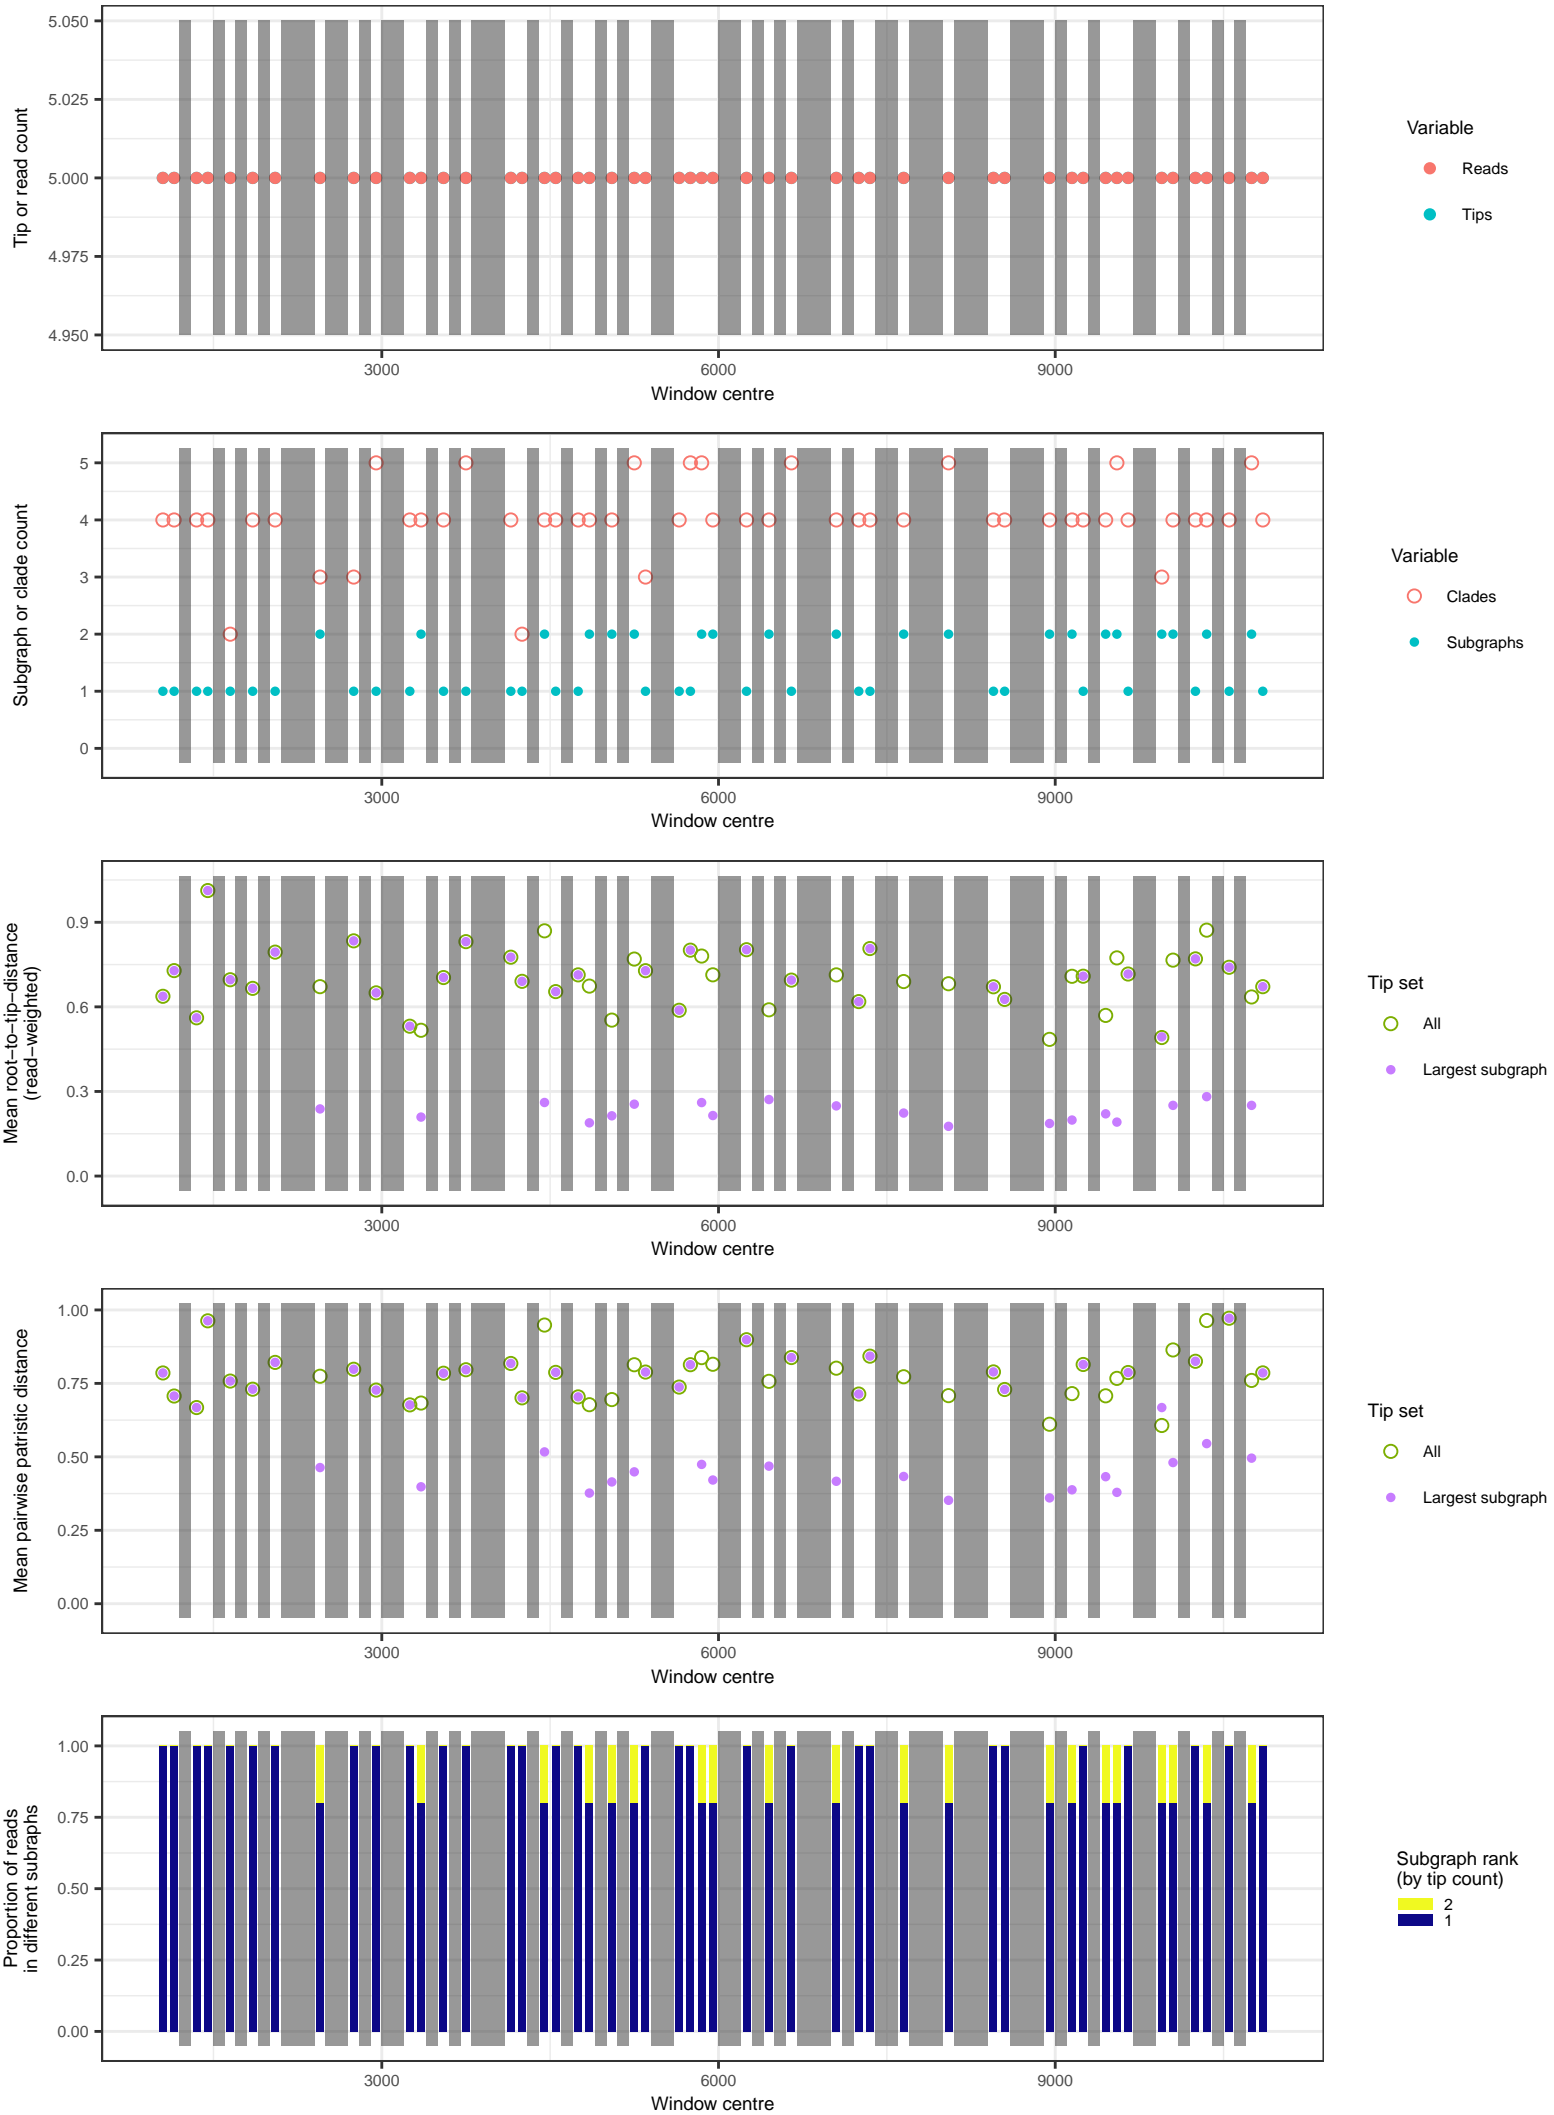 5.050
5.025
5.000
4.975
4.950
Tip or read count
3000
6000
9000
Window centre
Variable
Reads
Tips
5
4
3
2
1
0
Subgraph or clade count
3000
6000
9000
Window centre
Variable
Clades
Subgraphs
0.9
0.6
0.3
0.0
Mean root−to−tip−distance
(read−weighted)
3000
6000
9000
Window centre
Tip set
All
Largest subgraph
1.00
0.75
0.50
0.25
0.00
Mean pairwise patristic distance
3000
6000
9000
Window centre
Tip set
All
Largest subgraph
1.00
0.75
0.50
0.25
0.00
Proportion of reads
in different subraphs
3000
6000
9000
Window centre
Subgraph rank
(by tip count)
2
1